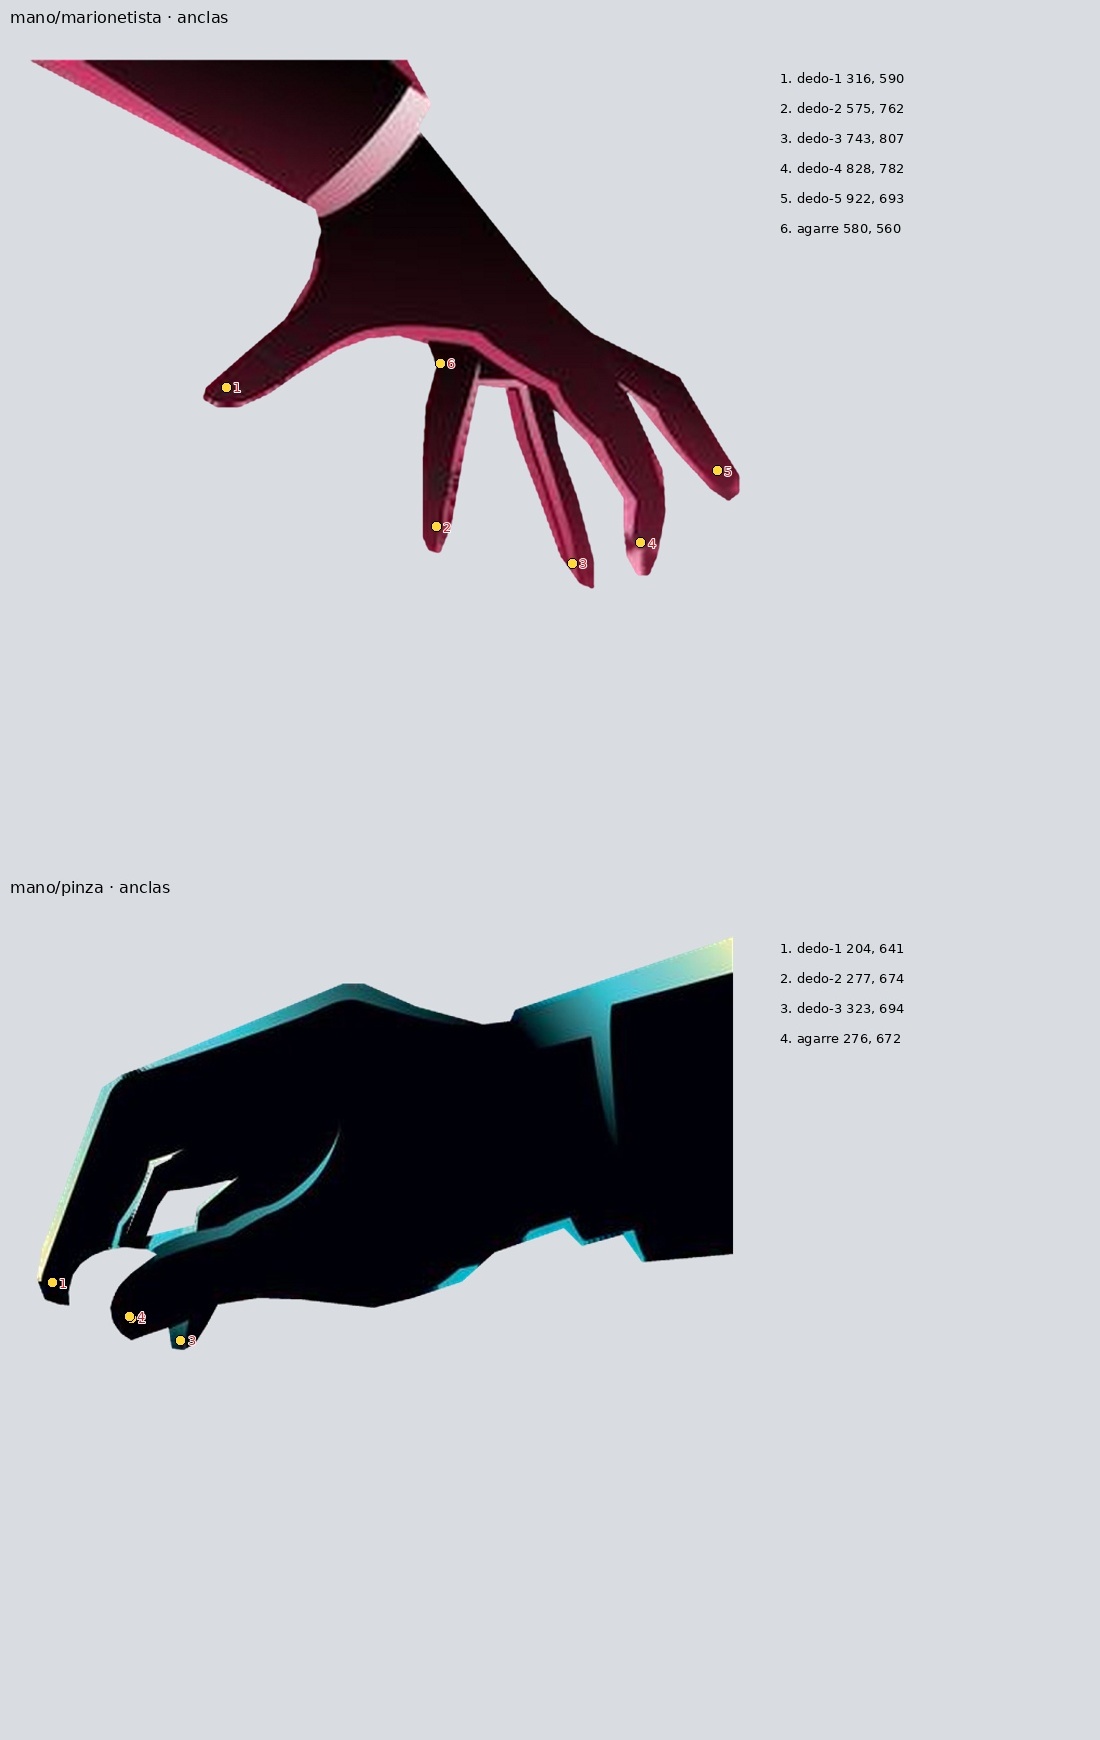 mano/marionetista · anclas
1. dedo-1 316, 590
2. dedo-2 575, 762
3. dedo-3 743, 807
4. dedo-4 828, 782
5. dedo-5 922, 693
6. agarre 580, 560
6
1
5
2
4
3
mano/pinza · anclas
1. dedo-1 204, 641
2. dedo-2 277, 674
3. dedo-3 323, 694
4. agarre 276, 672
1
4
3